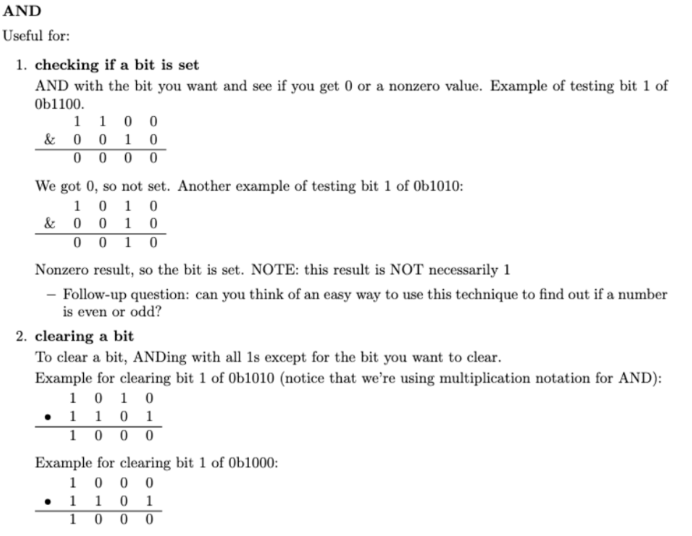 AND
Useful for:
1. checking if a bit is set
AND with the bit you want and see if you get 0 or a nonzero value. Example of testing bit 1 of
0b1100.
1 1 0 0
& 0 0 1 0
0 0 0 0
We got 0, so not set. Another example of testing bit 1 of 0b1010:
1 0 1 0
& 0 0 1 0
0 0 1 0
Nonzero result, so the bit is set. NOTE: this result is NOT necessarily 1
– Follow-up question: can you think of an easy way to use this technique to find out if a number
is even or odd?
2. clearing a bit
To clear a bit, ANDing with all 1s except for the bit you want to clear.
Example for clearing bit 1 of 0b1010 (notice that we're using multiplication notation for AND):
1 0 1 0
• 1 1 0 1
1 0 0 0
Example for clearing bit 1 of 0b1000:
1 0 0 0
• 1 1 0 1
1 0 0 0